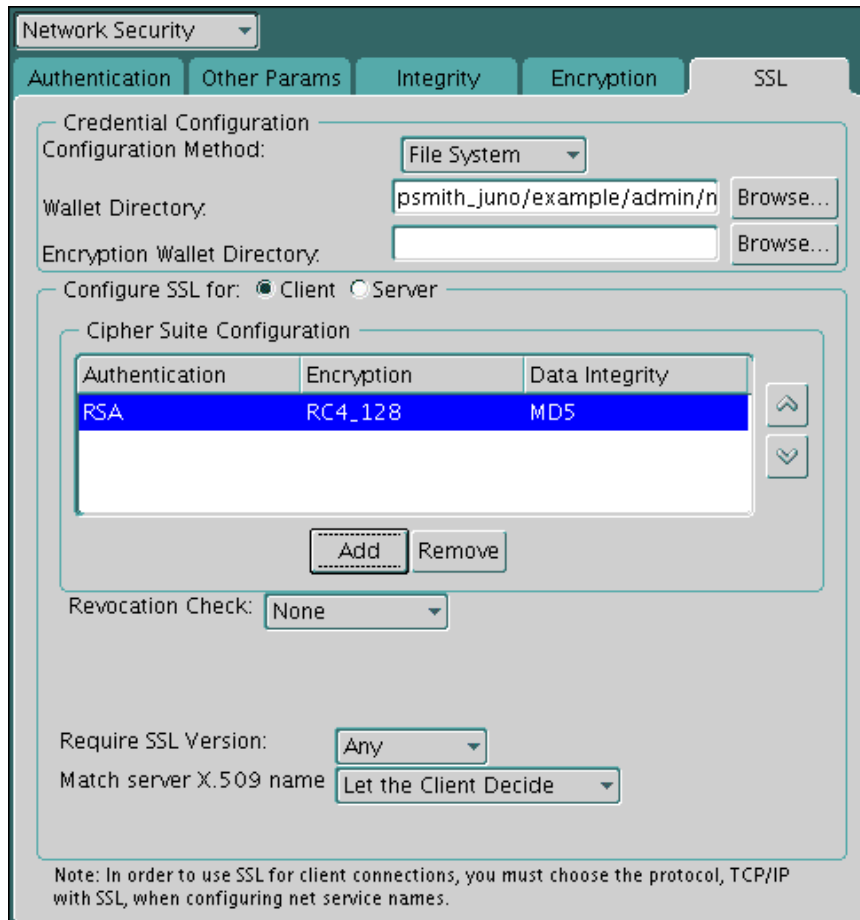 Network Security
Authentication Other Params Integrity Encryption SSL
Credential Configuration
Configuration Method: File System
Wallet Directory: psmith_juno/example/admin/n Browse...
Encryption Wallet Directory: Browse...
Configure SSL for: Client Server
Cipher Suite Configuration
Authentication Encryption Data Integrity
RSA RC4_128 MD5
Add Remove
Revocation Check: None
Require SSL Version: Any
Match server X.509 name Let the Client Decide
Note: In order to use SSL for client connections, you must choose the protocol, TCP/IP
with SSL, when configuring net service names.